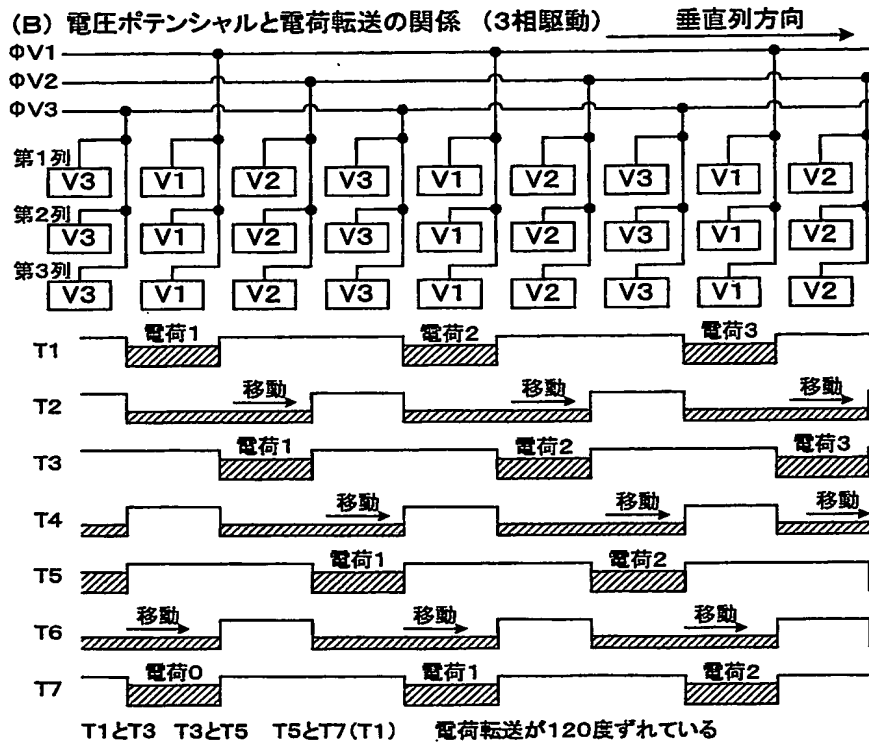 (B) 電圧ポテンシャルと電荷転送の関係 (3相駆動) 垂直列方向
ΦV1
ΦV2
ΦV3
第1列 V3 V1 V2 V3 V1 V2 V3 V1 V2
第2列 V3 V1 V2 V3 V1 V2 V3 V1 V2
第3列 V3 V1 V2 V3 V1 V2 V3 V1 V2
T1 電荷1 電荷2 電荷3
T2 移動 移動 移動
T3 電荷1 電荷2 電荷3
T4 移動 移動 移動
T5 電荷1 電荷2
T6 移動 移動 移動
T7 電荷0 電荷1 電荷2
T1とT3 T3とT5 T5とT7(T1) 電荷転送が120度ずれている